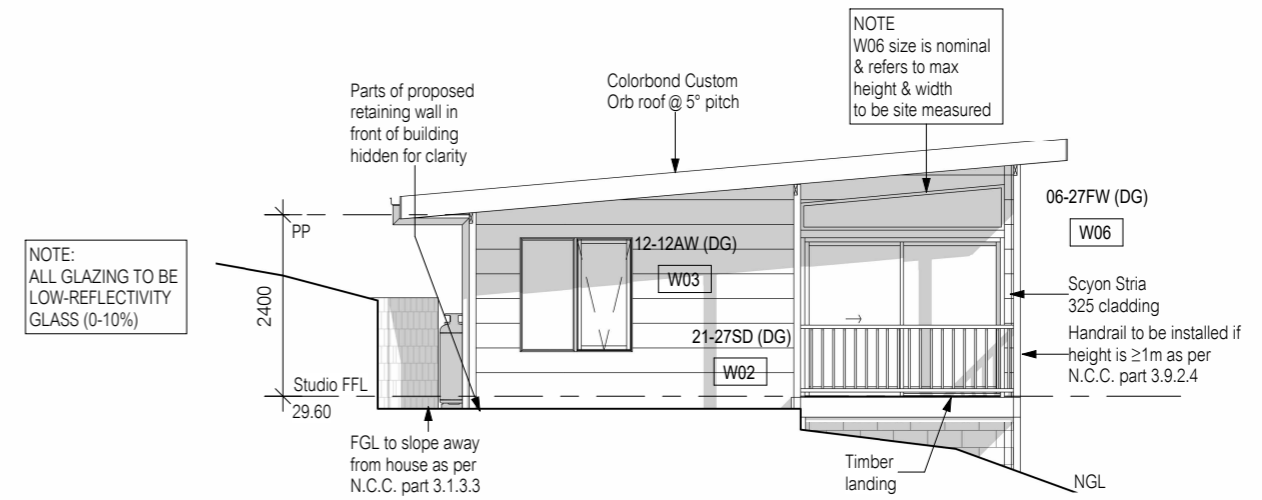 NOTE
W06 size is nominal
& refers to max
height & width
to be site measured
Colorbond Custom
Orb roof @ 5° pitch
Parts of proposed
retaining wall in
front of building
hidden for clarity
06-27FW (DG)
W06
PP
12-12AW (DG)
W03
NOTE:
ALL GLAZING TO BE
LOW-REFLECTIVITY
GLASS (0-10%)
2400
Scyon Stria
325 cladding
21-27SD (DG)
W02
Handrail to be installed if
height is ≥1m as per
N.C.C. part 3.9.2.4
Studio FFL
29.60
FGL to slope away
from house as per
N.C.C. part 3.1.3.3
Timber
landing
NGL